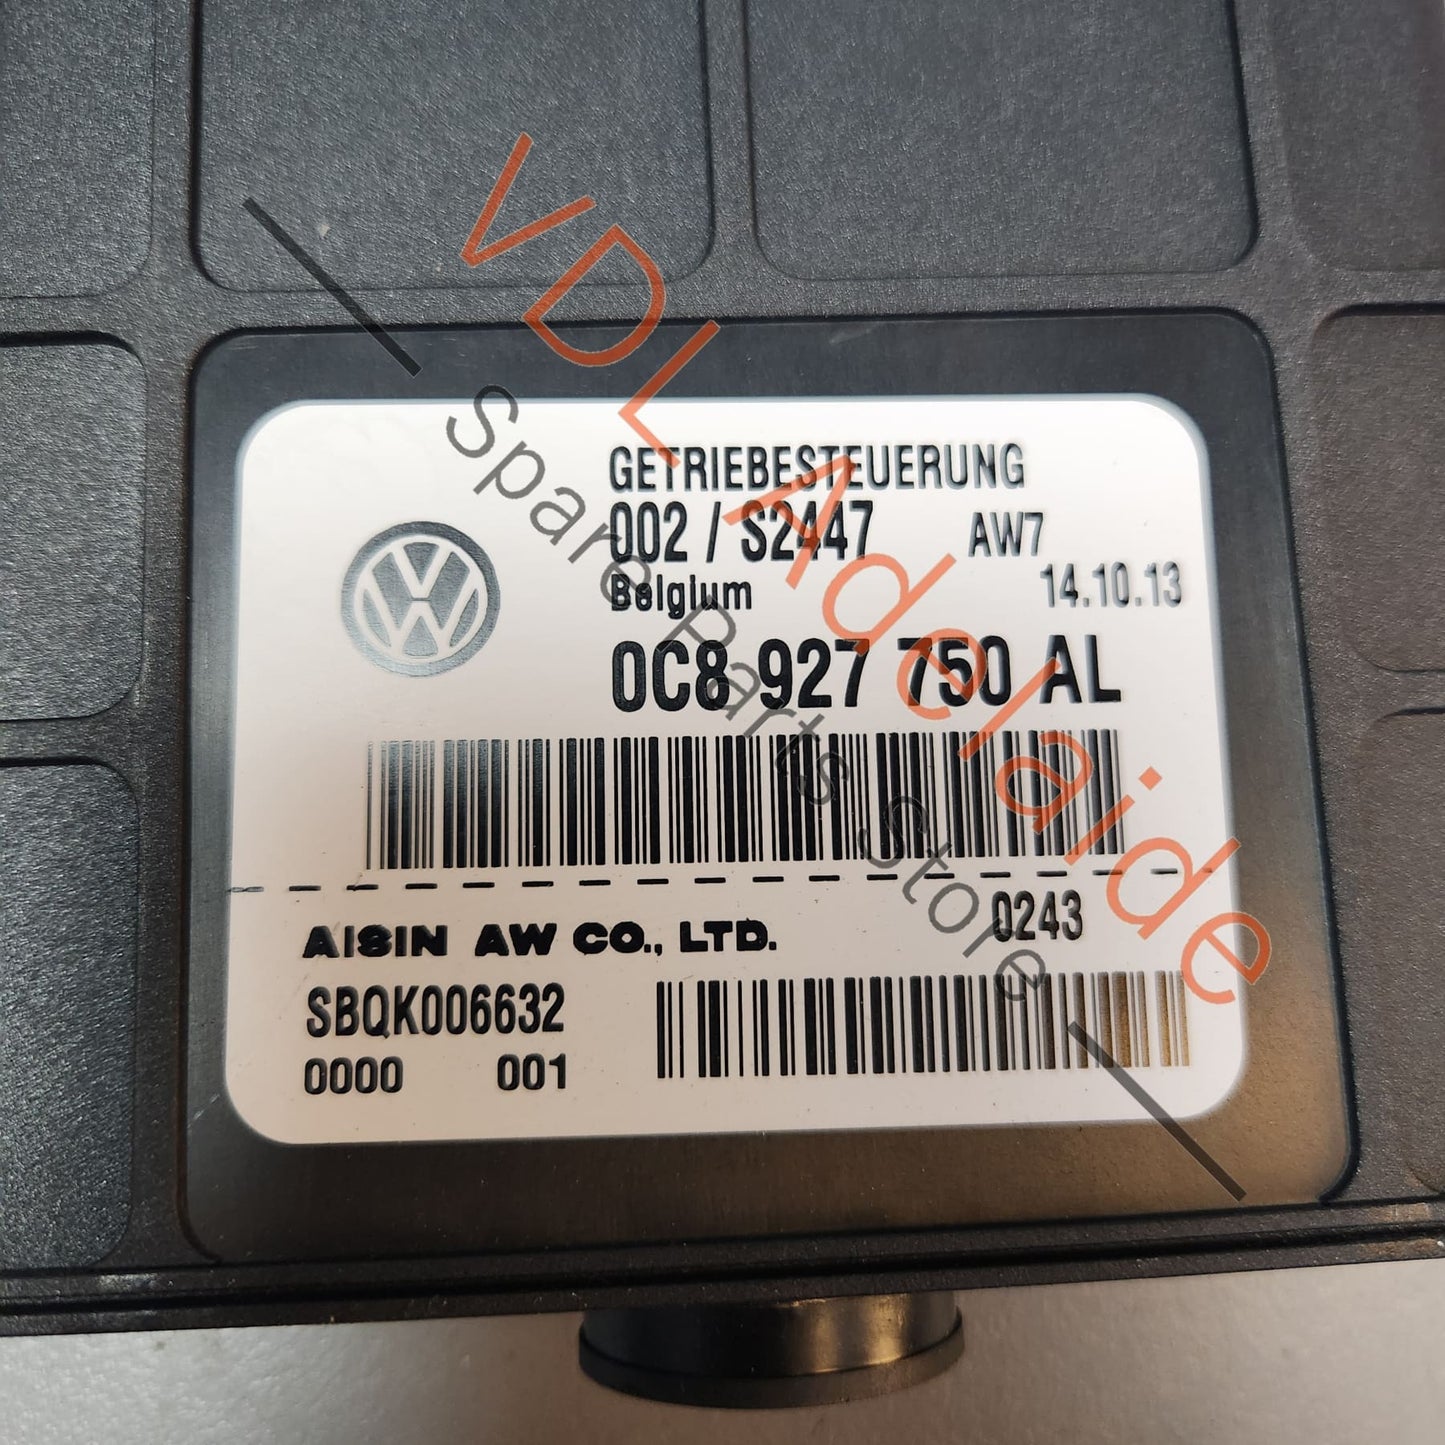 GETRIEBESTEUERUNG
002 / S2447 AW7
Belgium 14.10.13
0C8 927 750 AL
AISIN AW CO., LTD. 0243
SBQK006632
0000 001
VDL Adelaide
Spare Parts Store